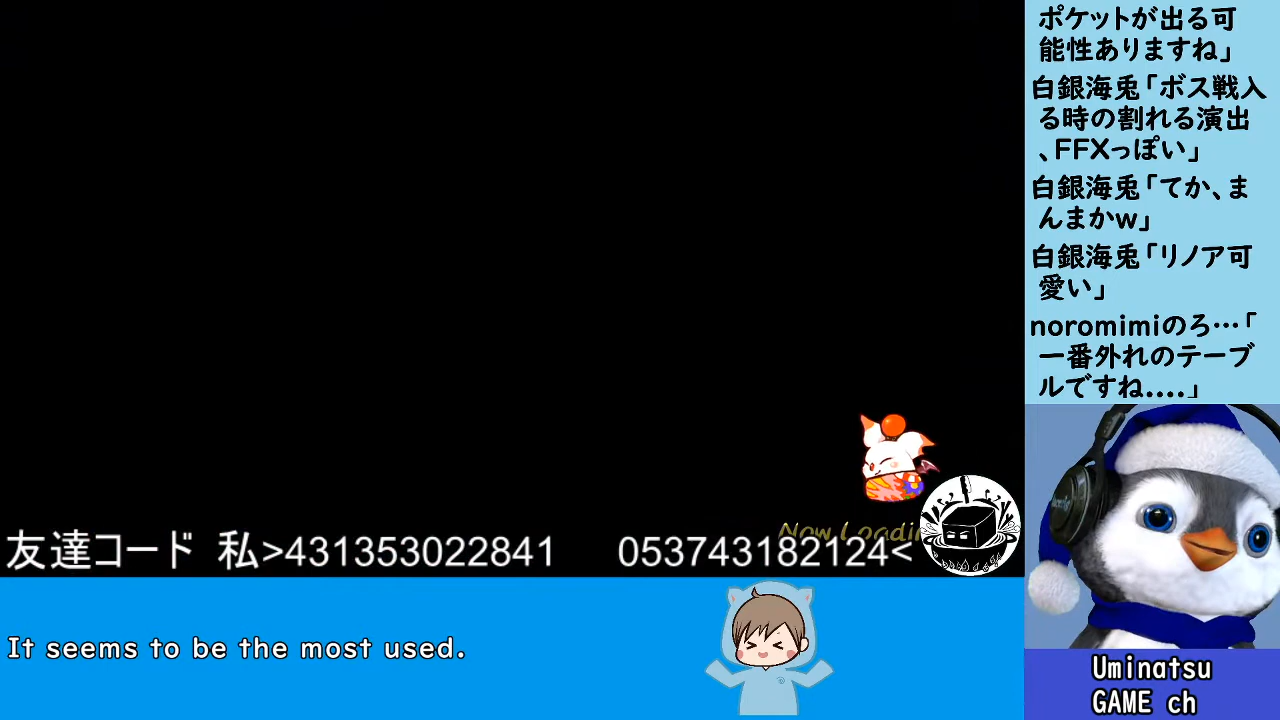 ポケットが出る可
能性ありますね」
白銀海兎「ボス戦入
る時の割れる演出
、FFXっぽい」
白銀海兎「てか、ま
んまかw」
白銀海兎「リノア可
愛い」
noromimiのろ…「
一番外れのテーブ
ルですね....」
Now Loadin
友達コード 私>431353022841 053743182124<
It seems to be the most used.
Uminatsu
GAME ch